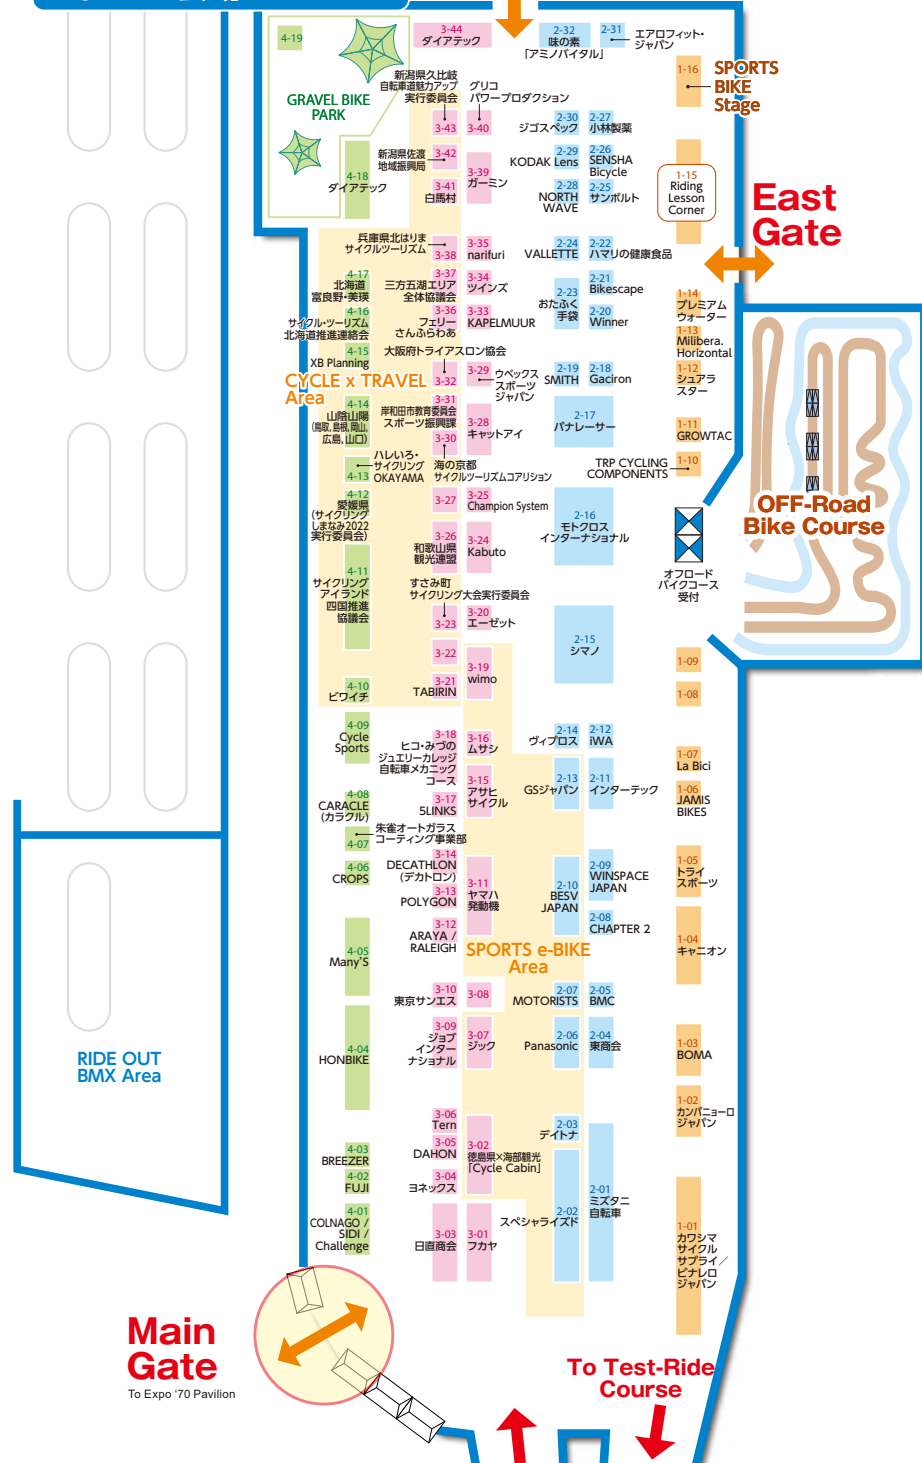 4-19
GRAVEL BIKE
PARK
4-18
ダイアテック
3-44
ダイアテック
新潟県久比岐
自転車道魅力アップ
実行委員会
3-43
グリコ
パワープロダクション
3-40
新潟県佐渡
地域振興局
3-42
3-41
白馬村
3-39
ガーミン
2-32
味の素
「アミノバイタル」
2-31
エアロフィット・
ジャパン
2-30
ジゴスペック
2-27
小林製薬
2-29
KODAK Lens
2-26
SENSHA
Bicycle
2-28
NORTH
WAVE
2-25
サンボルト
1-16
SPORTS
BIKE
Stage
1-15
Riding
Lesson
Corner
East
Gate
兵庫県北はりま
サイクルツーリズム
3-38
3-35
narifuri
2-24
VALLETTE
2-22
ハマリの健康食品
4-17
北海道
富良野・美瑛
3-37
三方五湖エリア
全体協議会
3-34
ツインズ
2-23
おたふく
手袋
2-21
Bikescape
4-16
サイクル・ツーリズム
北海道推進連絡会
3-36
フェリー
さんふらわあ
3-33
KAPELMUUR
2-20
Winner
1-14
プレミアム
ウォーター
1-13
Milibera.
Horizontal
4-15
XB Planning
大阪府トライアスロン協会
3-32
3-29
ウベックス
スポーツ
ジャパン
2-19
SMITH
2-18
Gaciron
1-12
シュアラ
スター
CYCLE x TRAVEL
Area
4-14
山陰山陽
(鳥取,島根,岡山,
広島,山口)
3-31
岸和田市教育委員会
スポーツ振興課
3-28
キャットアイ
2-17
パナレーサー
1-11
GROWTAC
3-30
海の京都
サイクルツーリズムコアリション
ハレいろ・
サイクリング
OKAYAMA
4-13
TRP CYCLING
COMPONENTS
1-10
4-12
愛媛県
(サイクリング
しまなみ2022
実行委員会)
3-27
3-25
Champion System
2-16
モトクロス
インターナショナル
3-26
和歌山県
観光連盟
3-24
Kabuto
OFF-Road
Bike Course
オフロード
バイクコース
受付
4-11
サイクリング
アイランド
四国推進
協議会
すさみ町
サイクリング大会実行委員会
3-23
3-20
エーゼット
2-15
シマノ
3-22
3-19
wimo
1-09
4-10
ビワイチ
3-21
TABIRIN
1-08
4-09
Cycle
Sports
3-18
ヒコ・みづの
ジュエリーカレッジ
自転車メカニック
コース
3-16
ムサシ
2-14
ヴィプロス
2-12
iWA
3-15
アサヒ
サイクル
2-13
GSジャパン
2-11
インターテック
1-07
La Bici
1-06
JAMIS
BIKES
4-08
CARACLE
(カラクル)
3-17
5LINKS
朱雀オートガラス
コーティング事業部
4-07
4-06
CROPS
3-14
DECATHLON
(デカトロン)
3-13
POLYGON
3-11
ヤマハ
発動機
2-10
BESV
JAPAN
2-09
WINSPACE
JAPAN
1-05
トライ
スポーツ
3-12
ARAYA /
RALEIGH
2-08
CHAPTER 2
1-04
キャニオン
4-05
Many'S
SPORTS e-BIKE
Area
3-10
東京サンエス
3-08
2-07
MOTORISTS
2-05
BMC
4-04
HONBIKE
3-09
ジョブ
インター
ナショナル
3-07
ジック
2-06
Panasonic
2-04
東商会
1-03
BOMA
RIDE OUT
BMX Area
1-02
カンパニョーロ
ジャパン
3-06
Tern
3-05
DAHON
3-02
徳島県×海部観光
「Cycle Cabin」
2-03
デイトナ
4-03
BREEZER
4-02
FUJI
3-04
ヨネックス
2-02
スペシャライズド
2-01
ミズタニ
自転車
4-01
COLNAGO /
SIDI /
Challenge
3-03
日直商会
3-01
フカヤ
1-01
カワシマ
サイクル
サプライ／
ピナレロ
ジャパン
Main
Gate
To Expo '70 Pavilion
To Test-Ride
Course